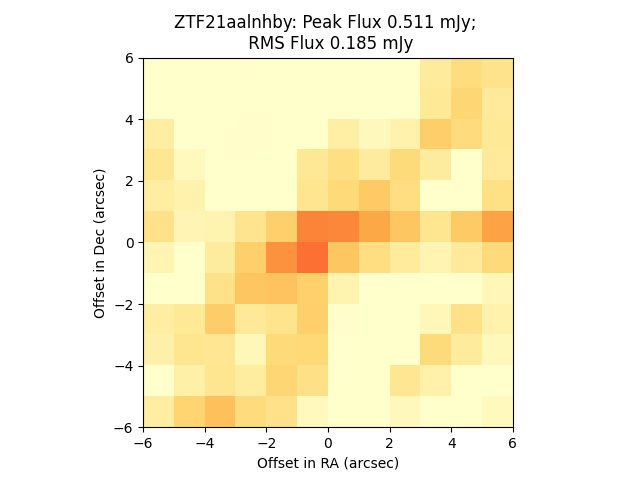 ZTF21aalnhby: Peak Flux 0.511 mJy;
RMS Flux 0.185 mJy
6
4
2
0
−2
−4
−6
Offset in Dec (arcsec)
−6 −4 −2 0 2 4 6
Offset in RA (arcsec)